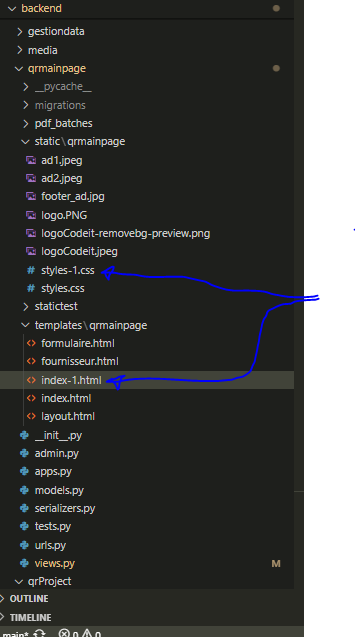 backend
gestiondata
media
qrmainpage
__pycache__
migrations
pdf_batches
static\qrmainpage
ad1.jpeg
ad2.jpeg
footer_ad.jpg
logo.PNG
logoCodeit-removebg-preview.png
logoCodeit.jpeg
# styles-1.css
# styles.css
statictest
templates\qrmainpage
<> formulaire.html
<> fournisseur.html
<> index-1.html
<> index.html
<> layout.html
__init__.py
admin.py
apps.py
models.py
serializers.py
tests.py
urls.py
views.py M
qrProject
OUTLINE
TIMELINE
main* 0 0